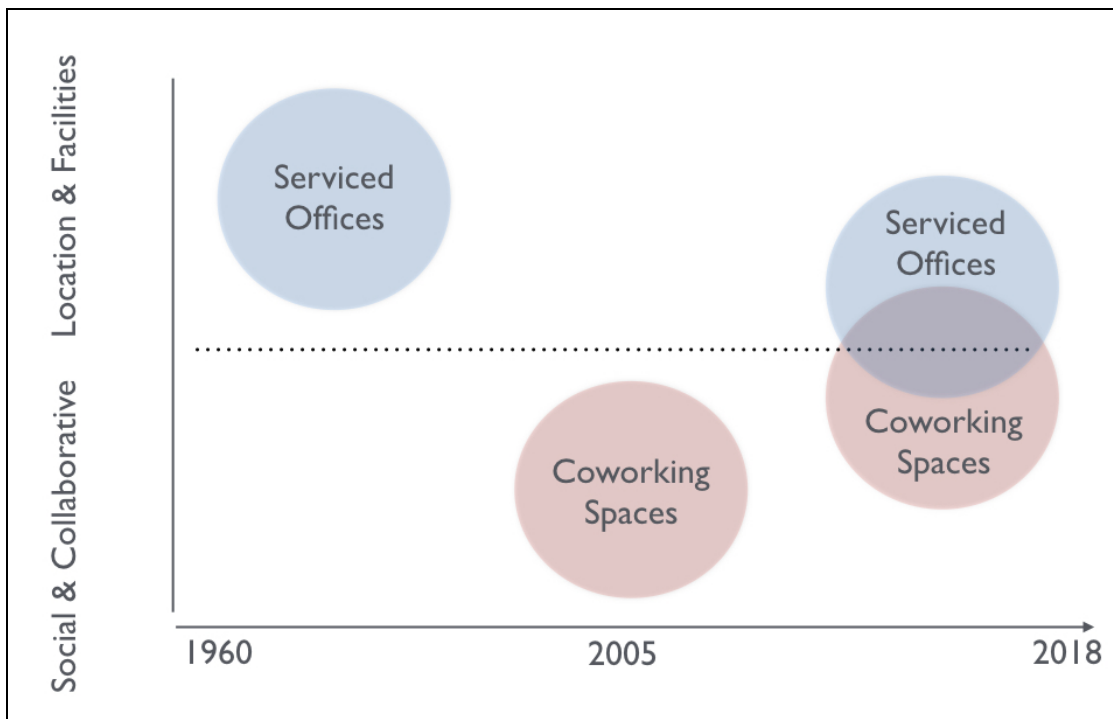 Location & Facilities
Social & Collaborative
Serviced
Offices
Serviced
Offices
Coworking
Spaces
Coworking
Spaces
1960
2005
2018